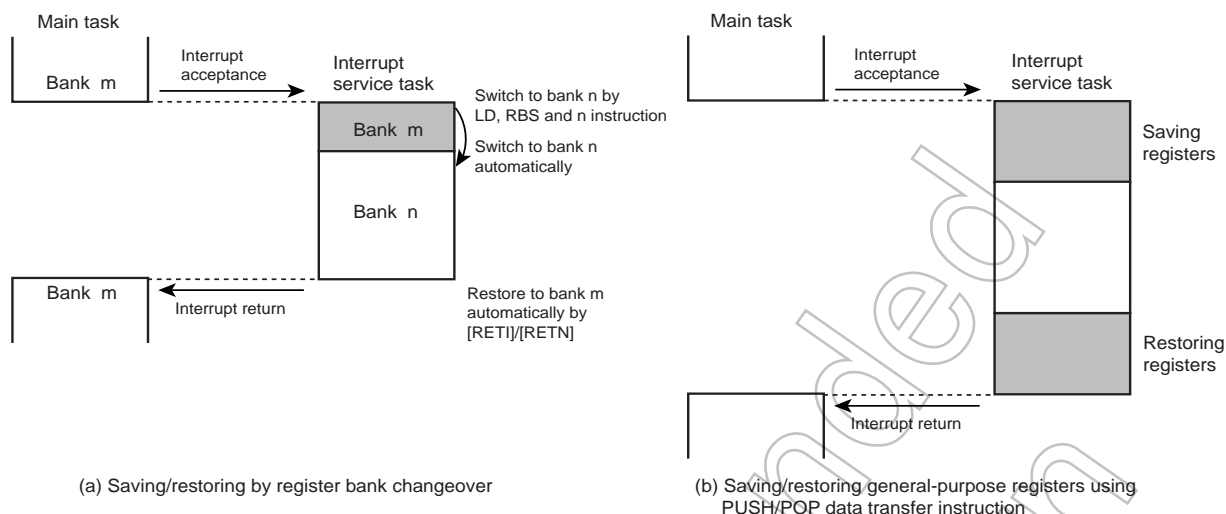 Main task
Bank m
Interrupt
acceptance
Interrupt
service task
Bank m
Switch to bank n by
LD, RBS and n instruction
Switch to bank n
automatically
Bank n
Bank m
Interrupt return
Restore to bank m
automatically by
[RETI]/[RETN]
(a) Saving/restoring by register bank changeover
Main task
Interrupt
acceptance
Interrupt
service task
Saving
registers
Restoring
registers
Interrupt return
(b) Saving/restoring general-purpose registers using
PUSH/POP data transfer instruction